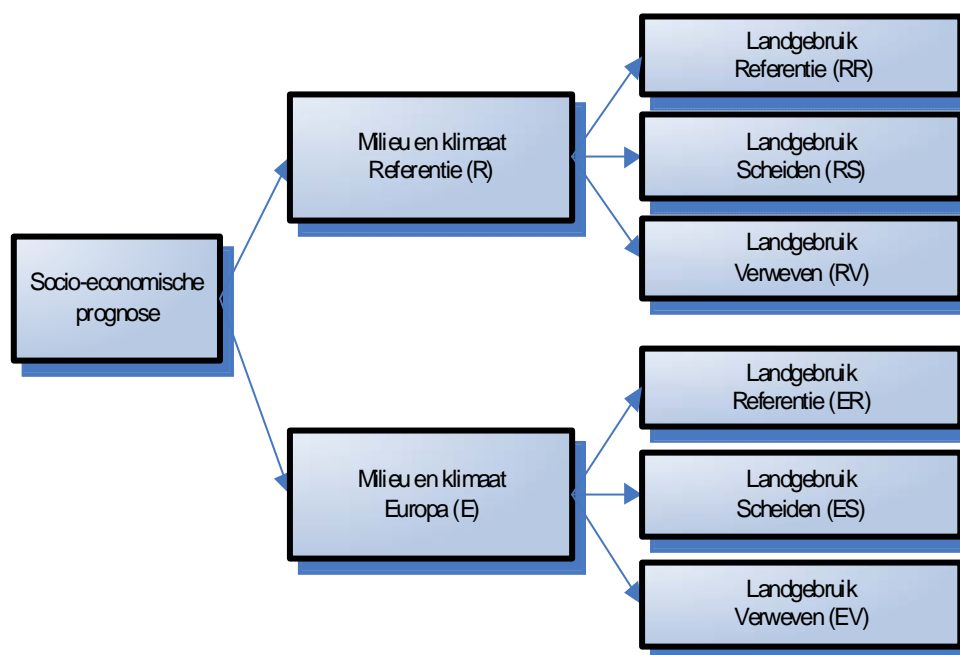 Socio-economische
prognose
Milieu en klimaat
Referentie (R)
Landgebruik
Referentie (RR)
Landgebruik
Scheiden (RS)
Landgebruik
Verweven (RV)
Milieu en klimaat
Europa (E)
Landgebruik
Referentie (ER)
Landgebruik
Scheiden (ES)
Landgebruik
Verweven (EV)